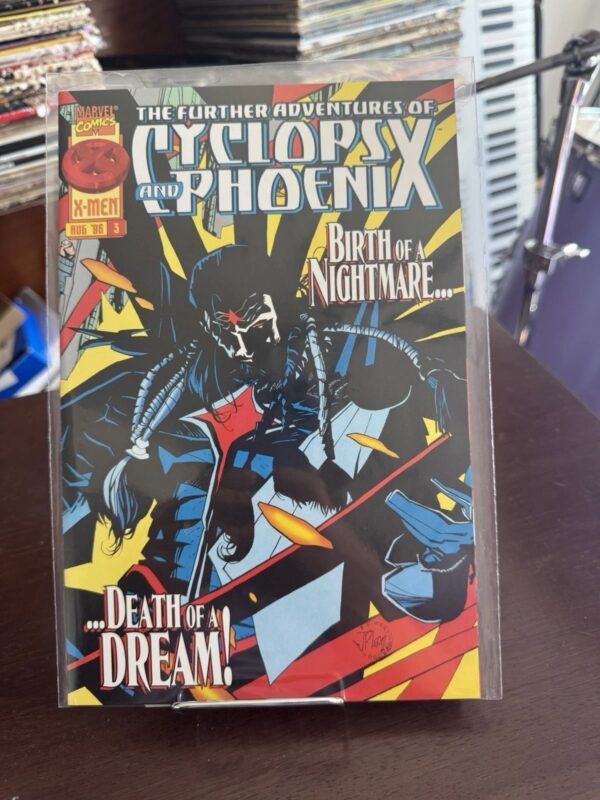 MARVEL
COMICS
X-MEN
AUG '96 3
THE FURTHER ADVENTURES OF
CYCLOPS
AND PHOENIX
BIRTH OF A
NIGHTMARE...
...DEATH OF A
DREAM!